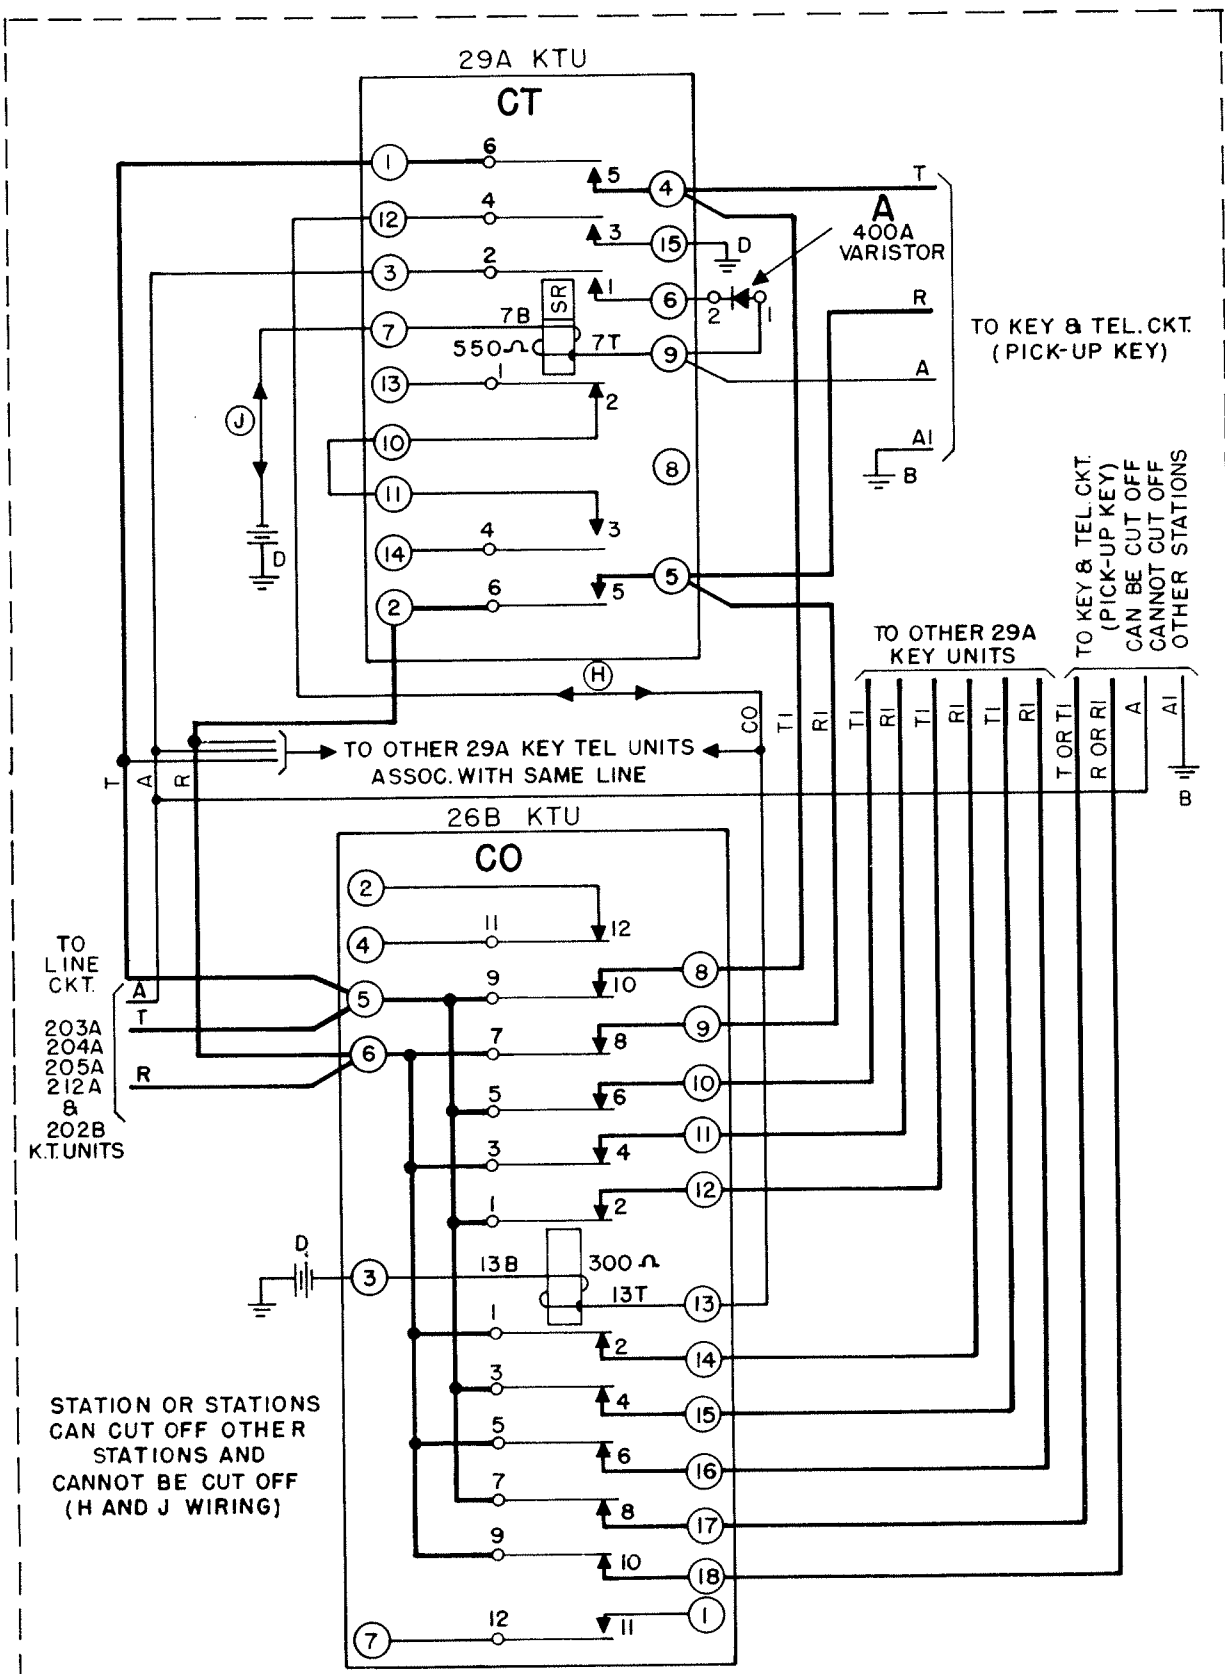 29A KTU
CT
1
6
5
4
T
12
4
3
15
D
A
400A
VARISTOR
3
2
1
6
2
1
R
SR
7
7B
550Ω
7T
9
TO KEY & TEL. CKT.
(PICK-UP KEY)
13
1
2
A
J
10
A1
8
B
11
3
D
14
4
5
2
6
5
TO KEY & TEL. CKT.
(PICK-UP KEY)
CAN BE CUT OFF
CANNOT CUT OFF
OTHER STATIONS
TO OTHER 29A
KEY UNITS
H
CO
T1
R1
T1
R1
T1
R1
T1
R1
T OR T1
R OR R1
A
A1
B
T
A
R
TO OTHER 29A KEY TEL UNITS
ASSOC. WITH SAME LINE
26B KTU
CO
2
4
11
12
TO
LINE
CKT.
A
T
R
203A
204A
205A
212A
&
202B
K.T. UNITS
5
9
10
8
6
7
8
9
5
6
10
3
4
11
1
2
12
D
3
13B
300Ω
13T
13
1
2
14
3
4
15
5
6
16
7
8
17
9
10
18
7
12
11
1
STATION OR STATIONS
CAN CUT OFF OTHER
STATIONS AND
CANNOT BE CUT OFF
(H AND J WIRING)